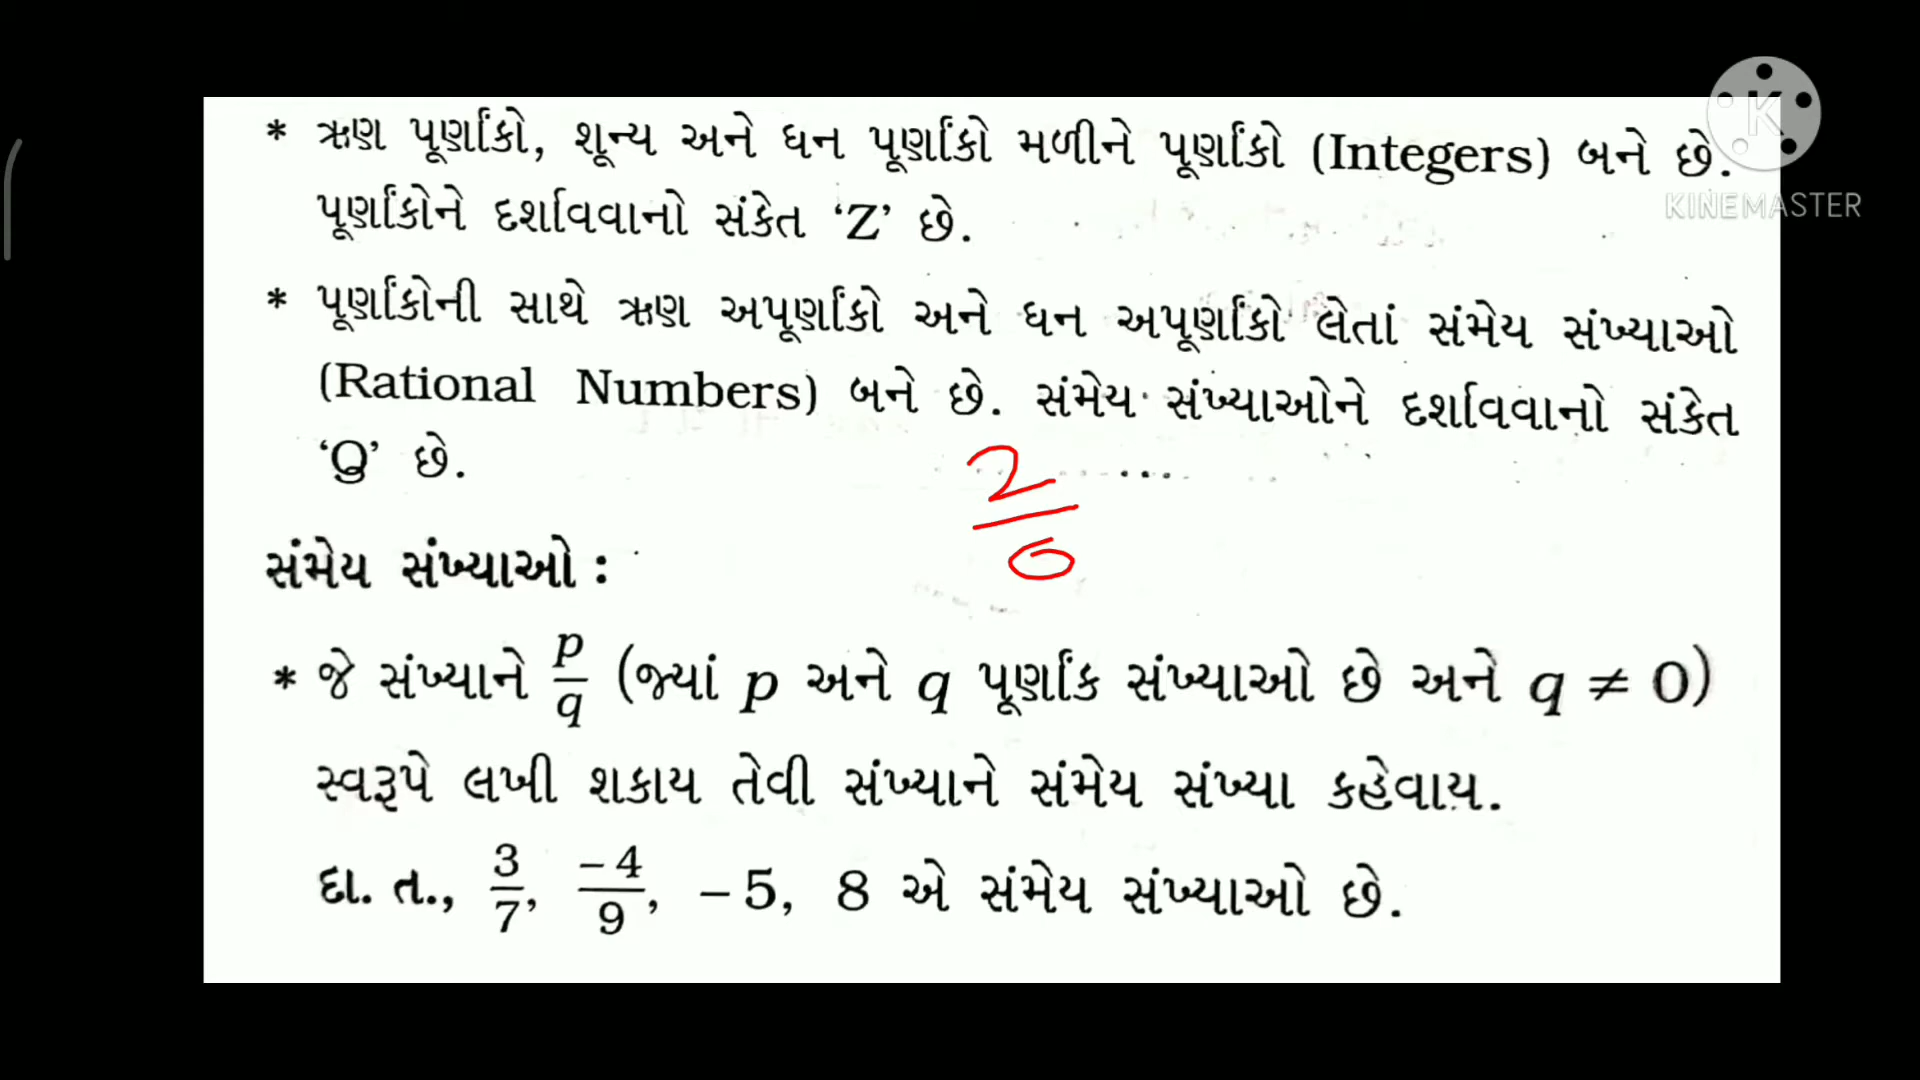 * ઋણ પૂર્ણાંકો, શૂન્ય અને ધન પૂર્ણાંકો મળીને પૂર્ણાંકો (Integers) બને છે.
પૂર્ણાંકોને દર્શાવવાનો સંકેત ‘Z’ છે.
* પૂર્ણાંકોની સાથે ઋણ અપૂર્ણાંકો અને ધન અપૂર્ણાંકો લેતાં સંમેય સંખ્યાઓ
(Rational Numbers) બને છે. સંમેય સંખ્યાઓને દર્શાવવાનો સંકેત
‘Q’ છે.
2/0
સંમેય સંખ્યાઓ :
* જે સંખ્યાને p/q (જ્યાં p અને q પૂર્ણાંક સંખ્યાઓ છે અને q ≠ 0)
સ્વરૂપે લખી શકાય તેવી સંખ્યાને સંમેય સંખ્યા કહેવાય.
દા. ત., 3/7, -4/9, -5, 8 એ સંમેય સંખ્યાઓ છે.
K
KINEMASTER